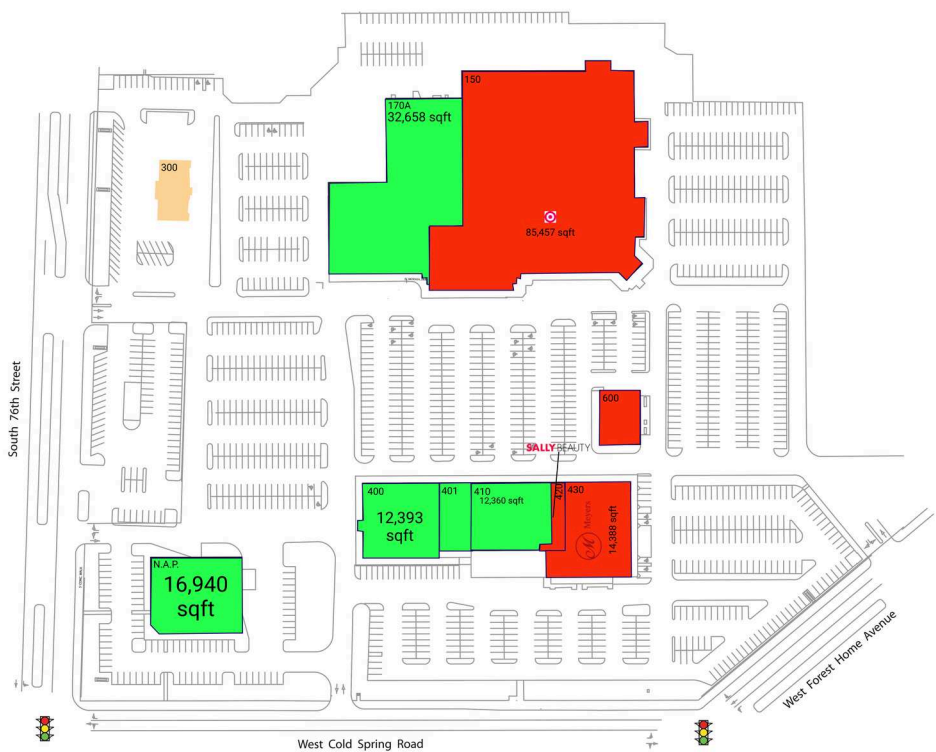 150
170A
32,658 sqft
300
85,457 sqft
South 76th Street
600
SALLYBEAUTY
400
401
410
420
430
12,360 sqft
12,393
sqft
M
Meyers
14,388 sqft
N.A.P.
16,940
sqft
West Forest Home Avenue
West Cold Spring Road